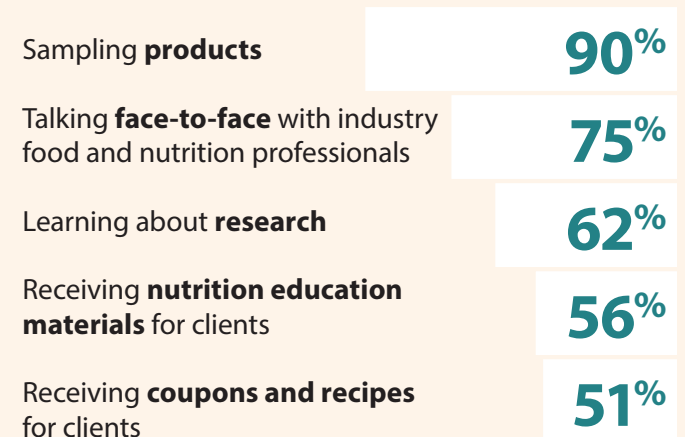 Sampling products
90%
Talking face-to-face with industry
food and nutrition professionals
75%
Learning about research
62%
Receiving nutrition education
materials for clients
56%
Receiving coupons and recipes
for clients
51%